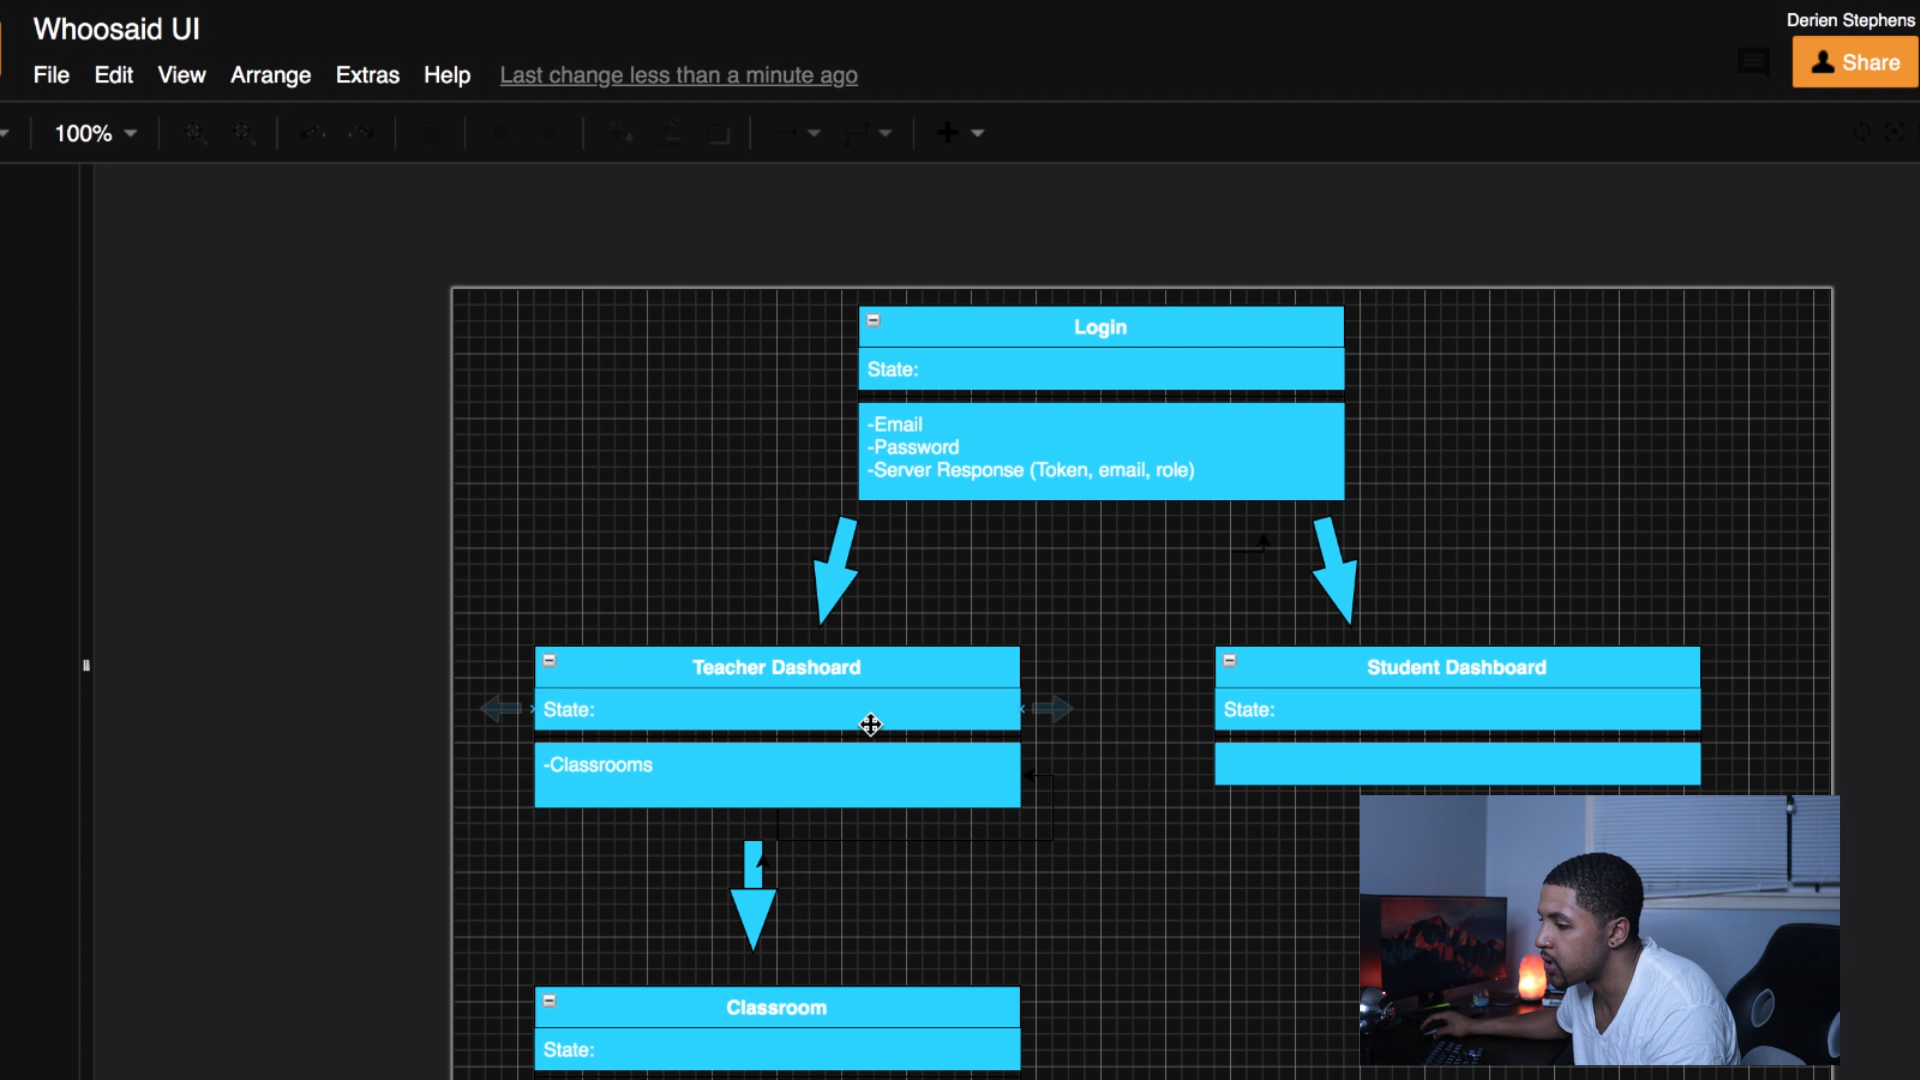 Whoosaid UI
Derien Stephens
File Edit View Arrange Extras Help Last change less than a minute ago
Share
100%
Login
State:
-Email
-Password
-Server Response (Token, email, role)
Teacher Dashoard
State:
-Classrooms
Student Dashboard
State:
Classroom
State: